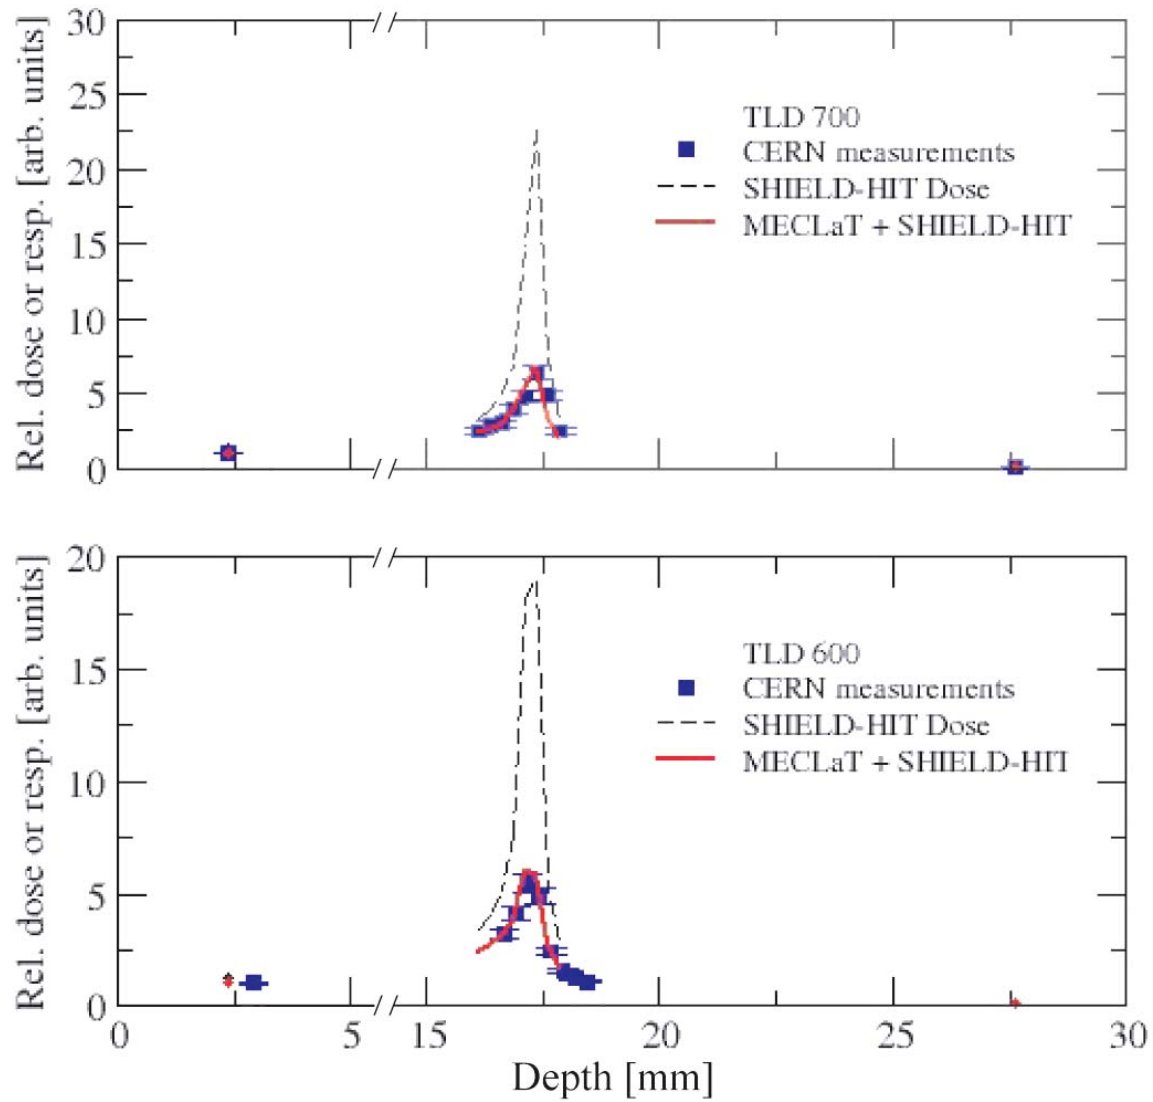 Rel. dose or resp. [arb. units]
30
25
20
15
10
5
0
TLD 700
CERN measurements
SHIELD-HIT Dose
MECLaT + SHIELD-HIT
Rel. dose or resp. [arb. units]
20
15
10
5
0
TLD 600
CERN measurements
SHIELD-HIT Dose
MECLaT + SHIELD-HIT
0 5 15 20 25 30
Depth [mm]